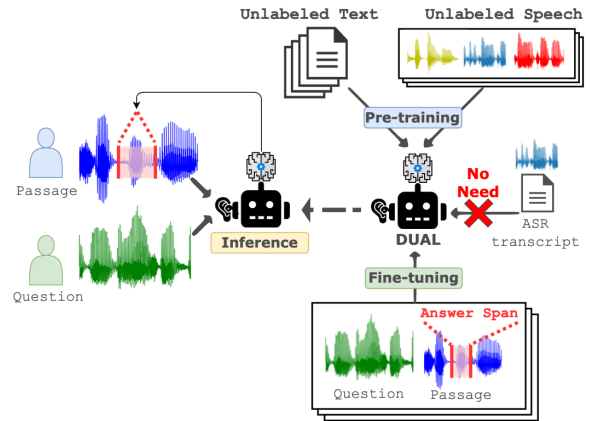 Unlabeled Text
Unlabeled Speech
Pre-training
Passage
No
Need
ASR
transcript
DUAL
Inference
Question
Fine-tuning
Answer Span
Question
Passage